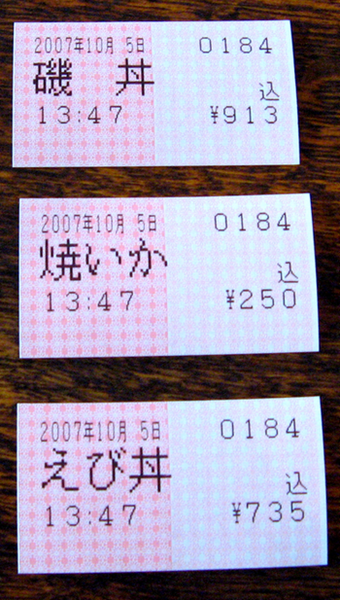 2007年10月 5日 0184
磯 丼 込
13:47 ¥913
2007年10月 5日 0184
焼いか 込
13:47 ¥250
2007年10月 5日 0184
えび丼 込
13:47 ¥735